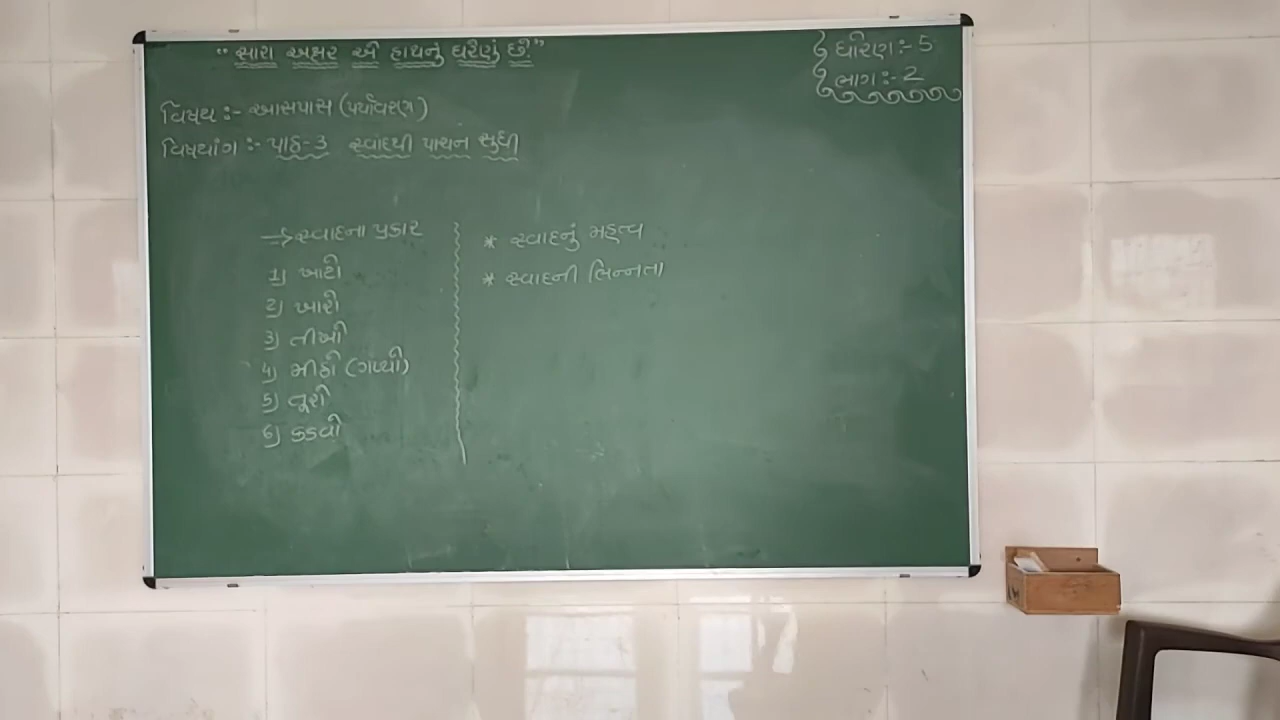 "સારા અક્ષર એ હાથનું ઘરેણું છે."
ધોરણ :- 5
ભાગ :- 2
વિષય :- આસપાસ (પર્યાવરણ)
વિષયાંગ :- પાઠ-3 સ્વાદથી પાચન સુધી
→ સ્વાદના પ્રકાર
1) ખાટો
2) ખારો
3) તીખો
4) મીઠો (ગળ્યો)
5) તૂરો
6) કડવો
* સ્વાદનું મહત્વ
* સ્વાદની ભિન્નતા